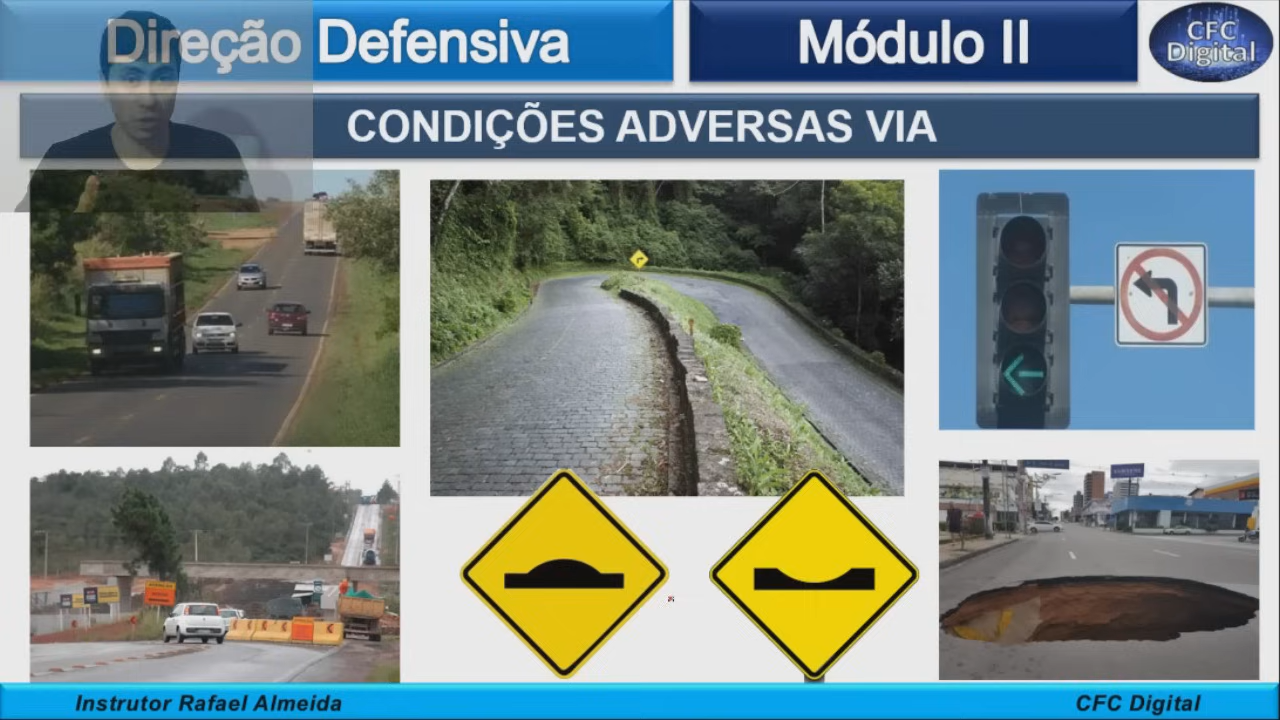 Direção Defensiva
Módulo II
CFC
Digital
CONDIÇÕES ADVERSAS VIA
Instrutor Rafael Almeida
CFC Digital